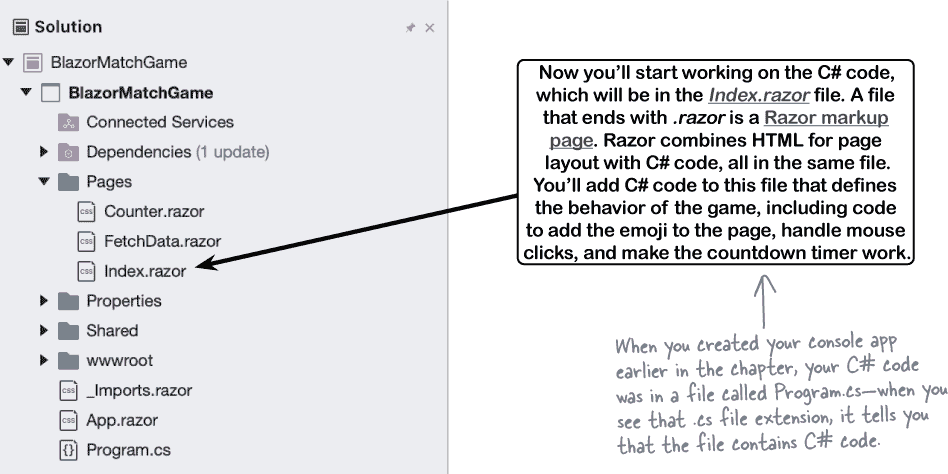 Solution
BlazorMatchGame
BlazorMatchGame
Connected Services
Dependencies (1 update)
Pages
css Counter.razor
css FetchData.razor
css Index.razor
Properties
Shared
wwwroot
css _Imports.razor
css App.razor
{} Program.cs
Now you'll start working on the C# code,
which will be in the Index.razor file. A file
that ends with .razor is a Razor markup
page. Razor combines HTML for page
layout with C# code, all in the same file.
You'll add C# code to this file that defines
the behavior of the game, including code
to add the emoji to the page, handle mouse
clicks, and make the countdown timer work.
When you created your console app
earlier in the chapter, your C# code
was in a file called Program.cs—when you
see that .cs file extension, it tells you
that the file contains C# code.